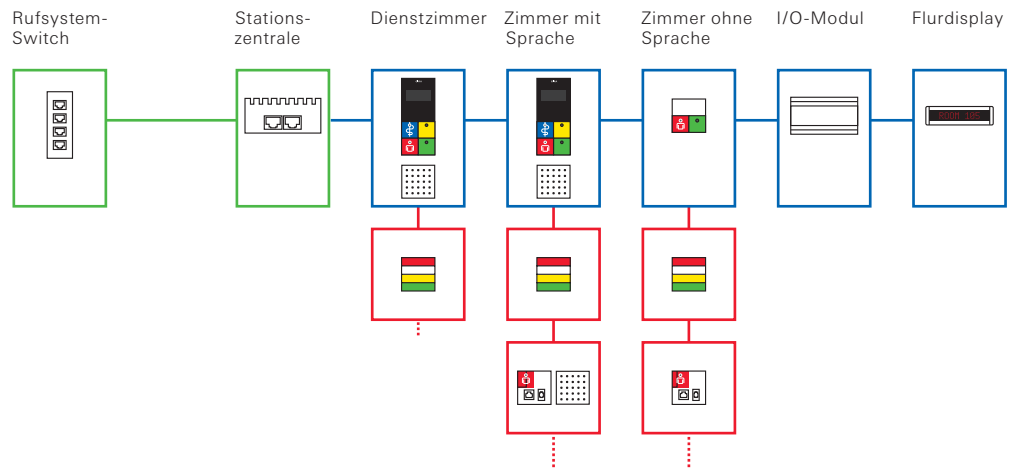 Rufsystem-
Switch
Stations-
zentrale
Dienstzimmer
Zimmer mit
Sprache
Zimmer ohne
Sprache
I/O-Modul
Flurdisplay
ROOM 105